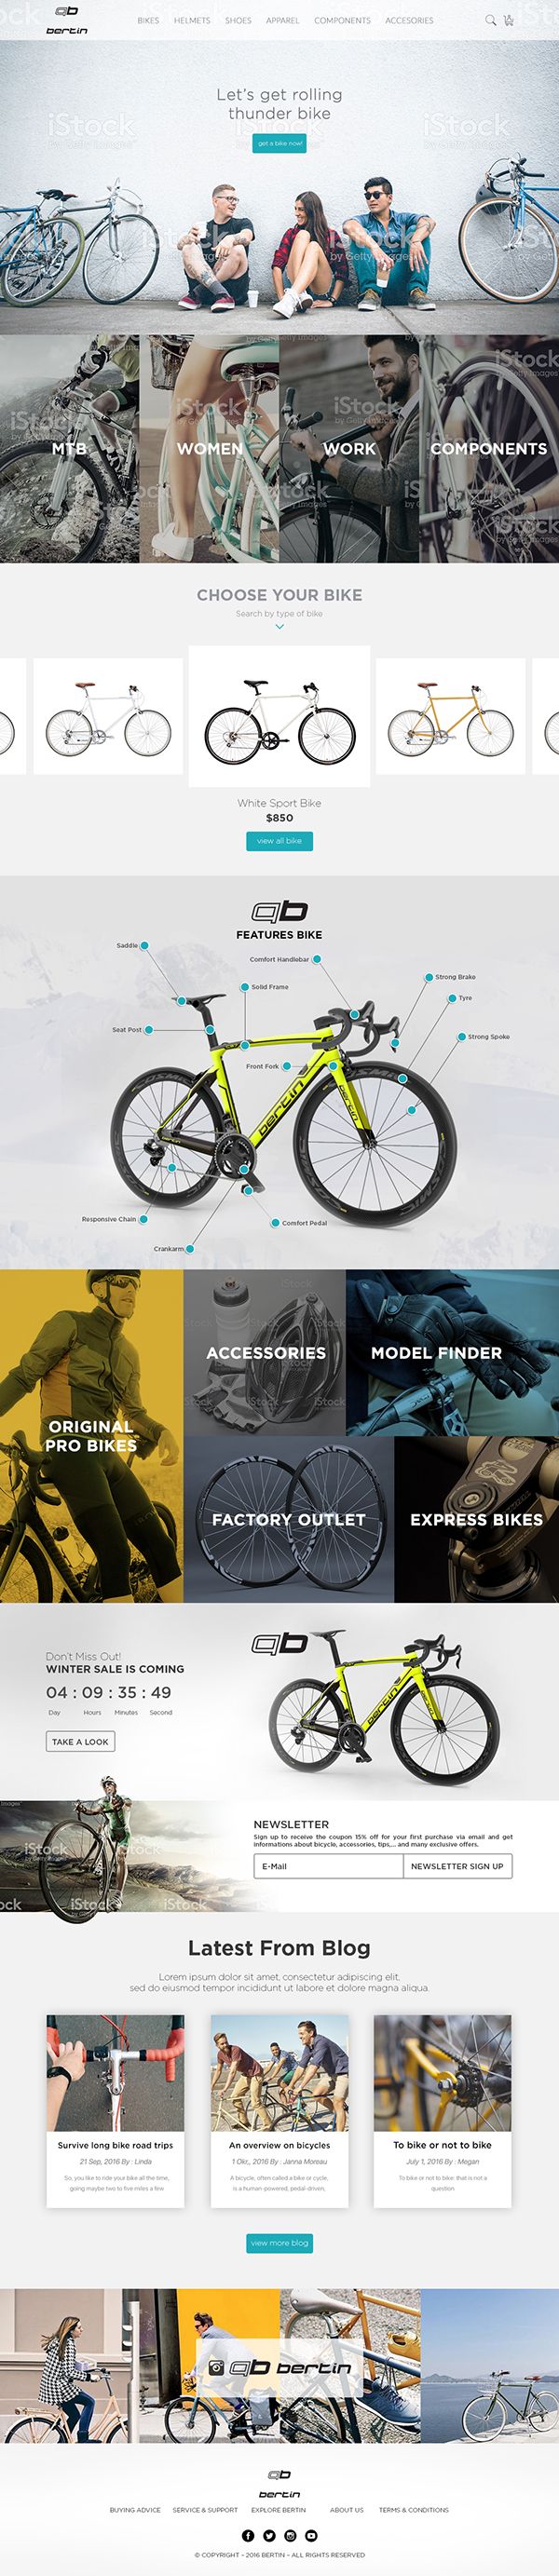 bertin
BIKES HELMETS SHOES APPAREL COMPONENTS ACCESORIES
Let's get rolling
thunder bike
get a bike now!
iStock
by Getty Images
MTB
WOMEN
WORK
COMPONENTS
CHOOSE YOUR BIKE
Search by type of bike
White Sport Bike
$850
view all bike
FEATURES BIKE
Saddle
Comfort Handlebar
Strong Brake
Solid Frame
Tyre
Seat Post
Strong Spoke
Front Fork
COSMIC
bertin
bertin
COSMIC
Responsive Chain
Comfort Pedal
Crankarm
ACCESSORIES
MODEL FINDER
ORIGINAL
PRO BIKES
FACTORY OUTLET
EXPRESS BIKES
Don't Miss Out!
WINTER SALE IS COMING
04 : 09 : 35 : 49
Day Hours Minutes Second
TAKE A LOOK
bertin
NEWSLETTER
Sign up to receive the coupon 15% off for your first purchase via email and get
informations about bicycle, accessories, tips,... and many exclusive offers.
E-Mail
NEWSLETTER SIGN UP
Latest From Blog
Lorem ipsum dolor sit amet, consectetur adipiscing elit,
sed do eiusmod tempor incididunt ut labore et dolore magna aliqua.
Survive long bike road trips
21 Sep, 2016 By : Linda
So, you like to ride your bike all the time,
going maybe two to five miles a fine
An overview on bicycles
1 Okt., 2016 By : Janna Moreau
A bicycle, often called a bike or cycle,
is a human-powered, pedal-driven,
To bike or not to bike
July 1, 2016 By : Megan
To bike or not to bike: that is not a
question
view more blog
bertin
bertin
BUYING ADVICE SERVICE & SUPPORT EXPLORE BERTIN ABOUT US TERMS & CONDITIONS
© COPYRIGHT – 2016 BERTIN – ALL RIGHTS RESERVED